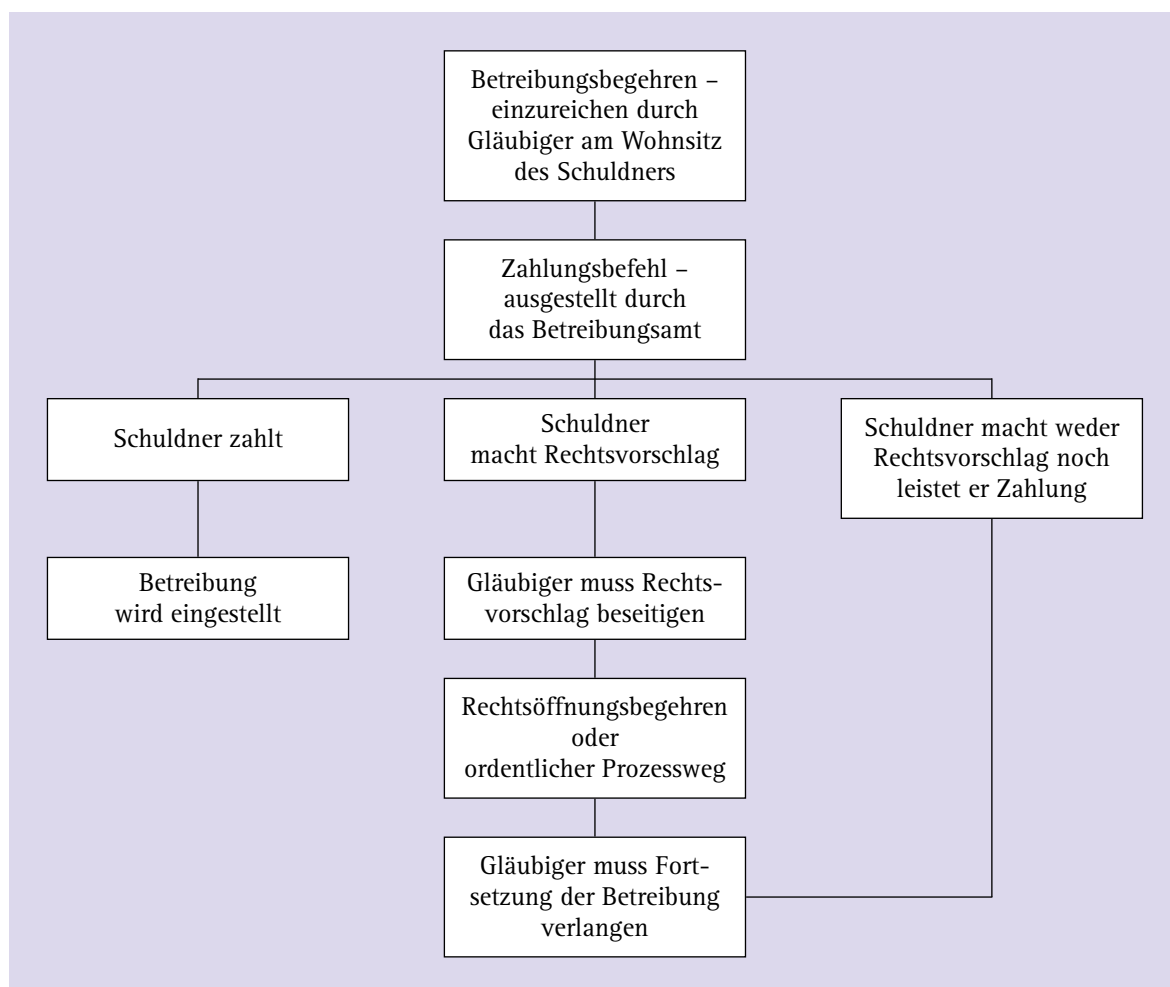 Betreibungsbegehren –
einzureichen durch
Gläubiger am Wohnsitz
des Schuldners
Zahlungsbefehl –
ausgestellt durch
das Betreibungsamt
Schuldner zahlt
Schuldner
macht Rechtsvorschlag
Schuldner macht weder
Rechtsvorschlag noch
leistet er Zahlung
Betreibung
wird eingestellt
Gläubiger muss Rechts-
vorschlag beseitigen
Rechtsöffnungsbegehren
oder
ordentlicher Prozessweg
Gläubiger muss Fort-
setzung der Betreibung
verlangen